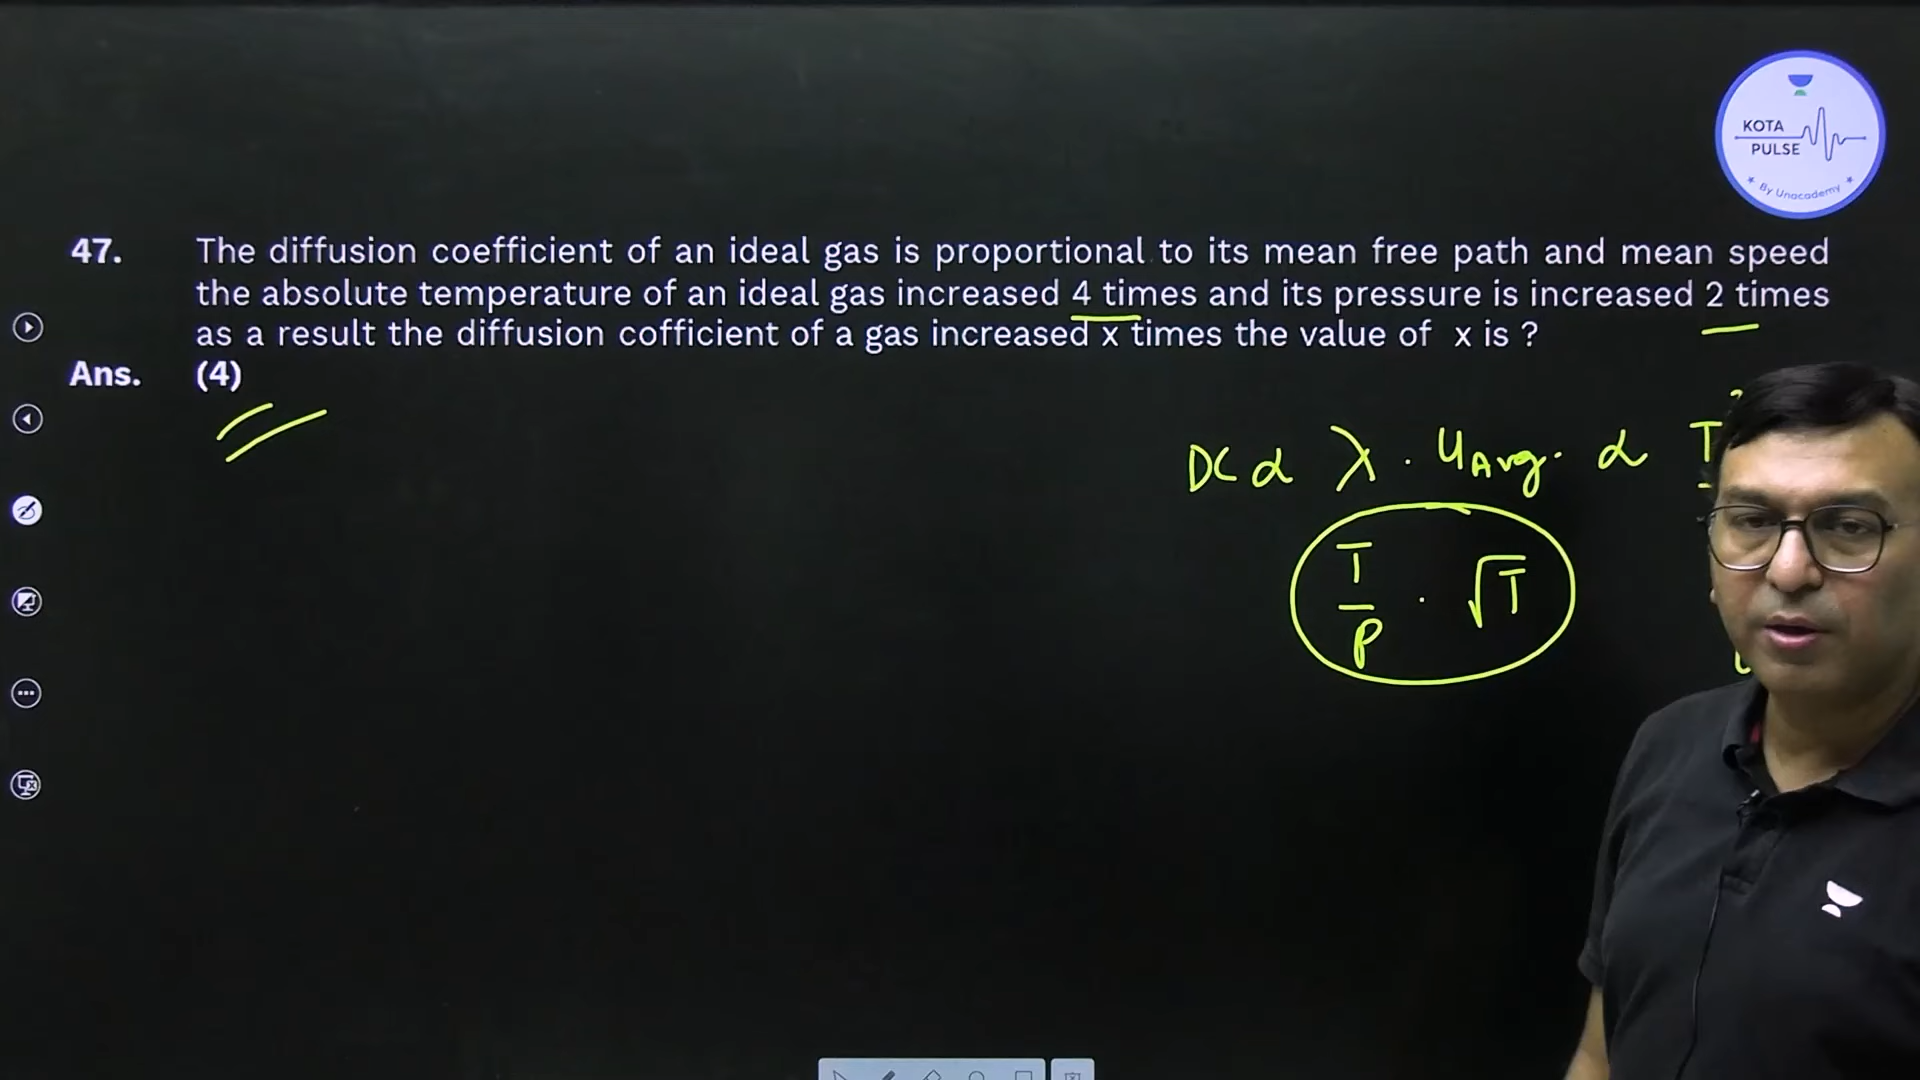 KOTA
PULSE
By Unacademy
47. The diffusion coefficient of an ideal gas is proportional to its mean free path and mean speed
the absolute temperature of an ideal gas increased 4 times and its pressure is increased 2 times
as a result the diffusion cofficient of a gas increased x times the value of x is ?
Ans. (4)
DC α λ . U Avg. α T
T/P . √T